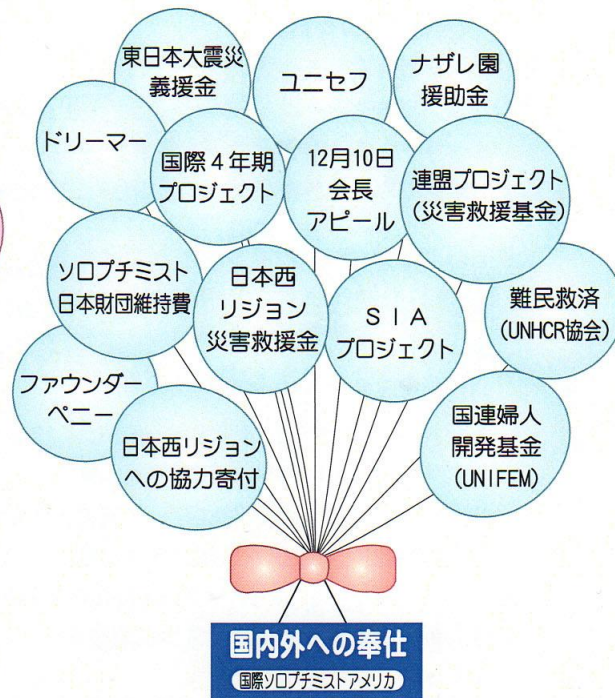 東日本大震災
義援金
ユニセフ
ナザレ園
援助金
ドリーマー
国際4年期
プロジェクト
12月10日
会長
アピール
連盟プロジェクト
(災害救援基金)
ソロプチミスト
日本財団維持費
日本西
リジョン
災害救援金
SIA
プロジェクト
難民救済
(UNHCR協会)
ファウンダー
ペニー
日本西リジョン
への協力寄付
国連婦人
開発基金
(UNIFEM)
国内外への奉仕
国際ソロプチミストアメリカ